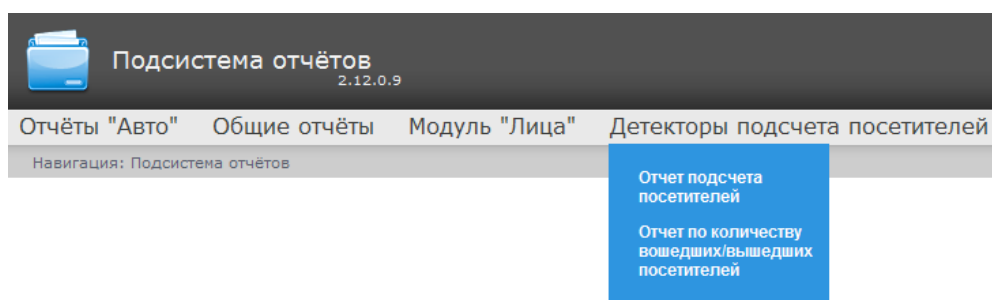 Подсистема отчётов
2.12.0.9
Отчёты "Авто" Общие отчёты Модуль "Лица" Детекторы подсчета посетителей
Навигация: Подсистема отчётов
Отчет подсчета
посетителей
Отчет по количеству
вошедших/вышедших
посетителей